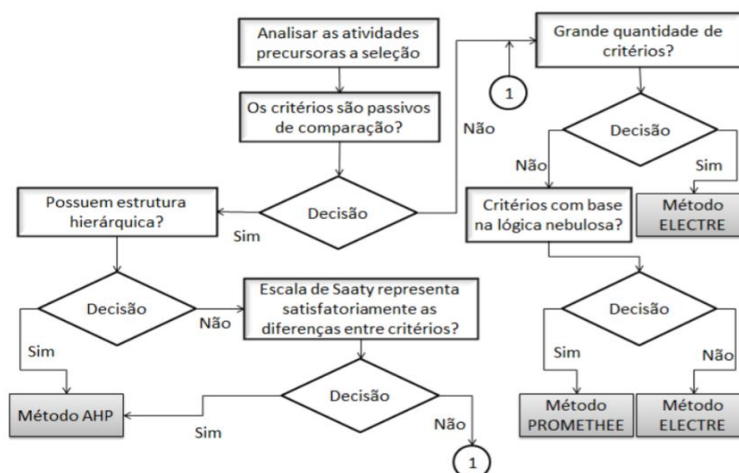 Analisar as atividades
precursoras a seleção
Os critérios são passivos
de comparação?
Decisão
Sim
Não
Possuem estrutura
hierárquica?
Decisão
Sim
Não
Método AHP
Escala de Saaty representa
satisfatoriamente as
diferenças entre critérios?
Decisão
Sim
Não
1
1
Grande quantidade de
critérios?
Decisão
Não
Sim
Método
ELECTRE
Critérios com base
na lógica nebulosa?
Decisão
Sim
Não
Método
PROMETHEE
Método
ELECTRE